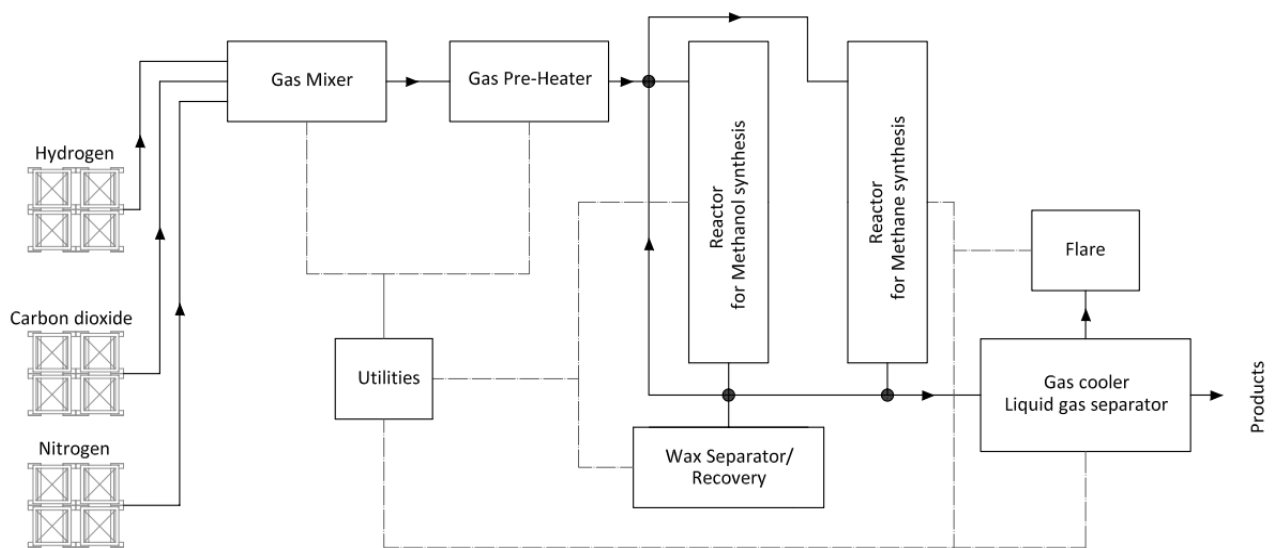 Gas Mixer
Gas Pre-Heater
Hydrogen
Reactor
for Methanol synthesis
Reactor
for Methane synthesis
Flare
Carbon dioxide
Utilities
Gas cooler
Liquid gas separator
Products
Nitrogen
Wax Separator/
Recovery